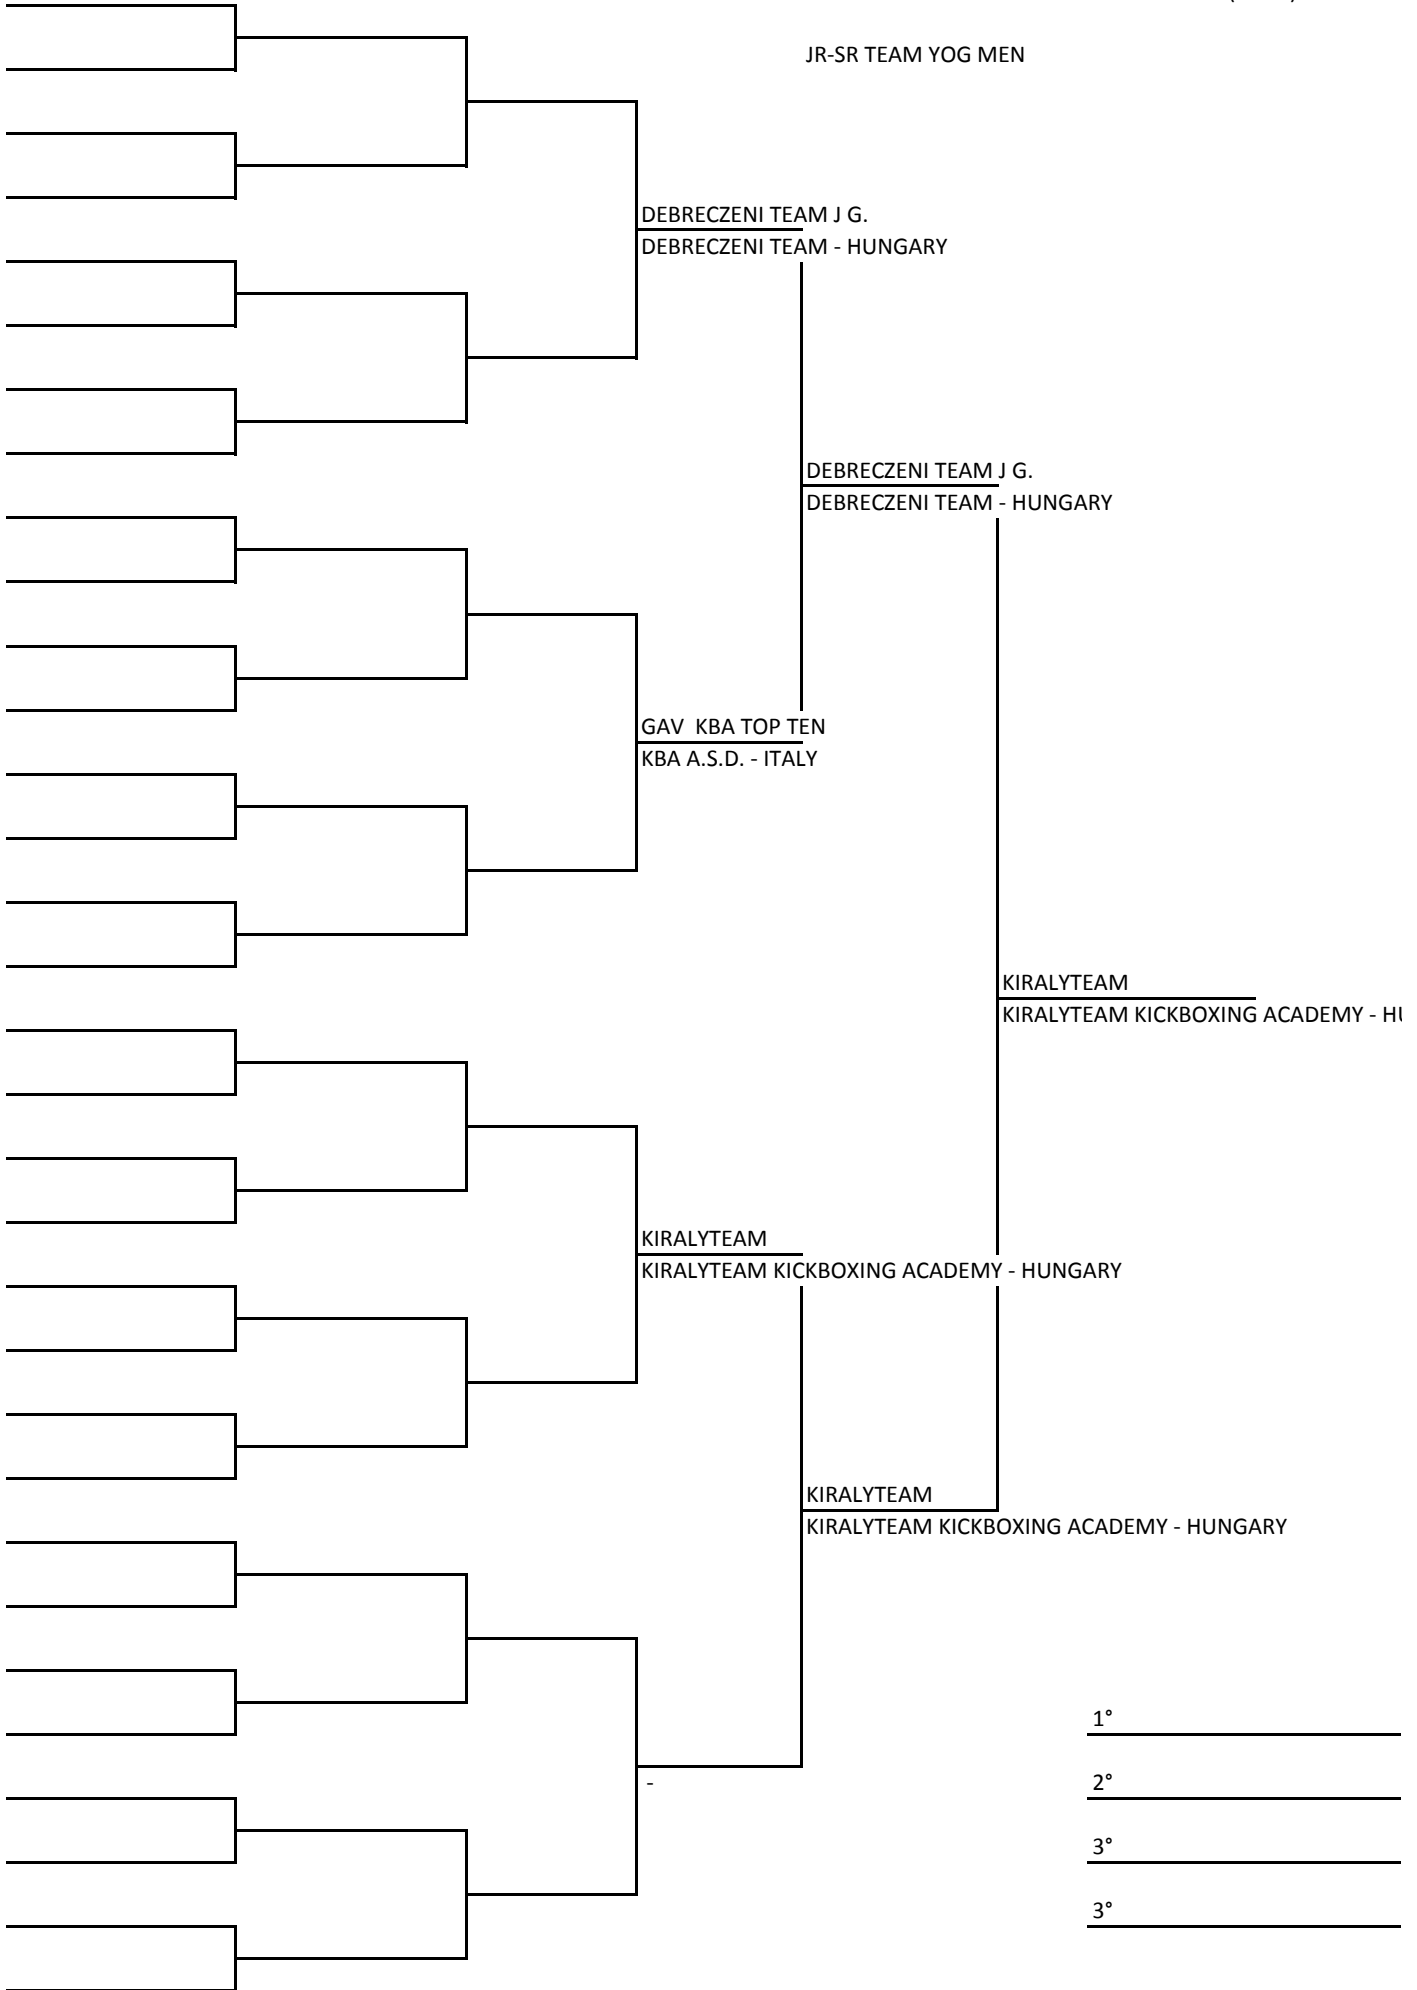 JR-SR TEAM YOG MEN
DEBRECZENI TEAM J G.
DEBRECZENI TEAM - HUNGARY
DEBRECZENI TEAM J G.
DEBRECZENI TEAM - HUNGARY
GAV  KBA TOP TEN
KBA A.S.D. - ITALY
KIRALYTEAM
KIRALYTEAM KICKBOXING ACADEMY - HU
KIRALYTEAM
KIRALYTEAM KICKBOXING ACADEMY - HUNGARY
KIRALYTEAM
KIRALYTEAM KICKBOXING ACADEMY - HUNGARY
1°
-
2°
3°
3°